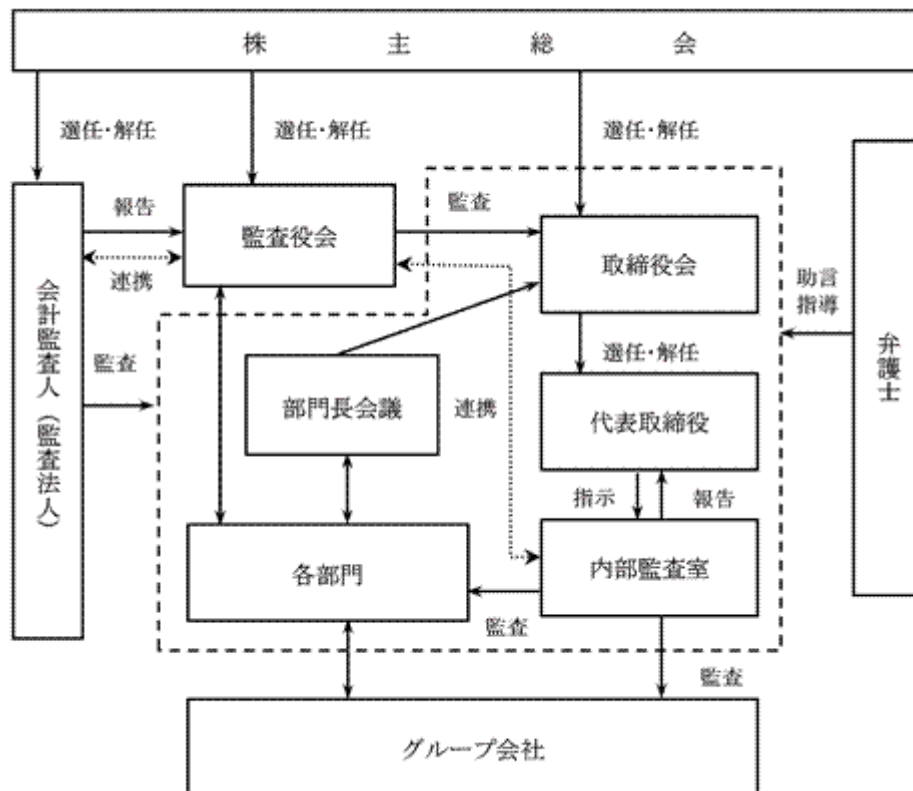 株主総会
選任・解任
選任・解任
選任・解任
報告
監査役会
監査
取締役会
連携
助言
指導
会計監査人（監査法人）
監査
選任・解任
弁護士
部門長会議
連携
代表取締役
指示
報告
各部門
内部監査室
監査
監査
グループ会社